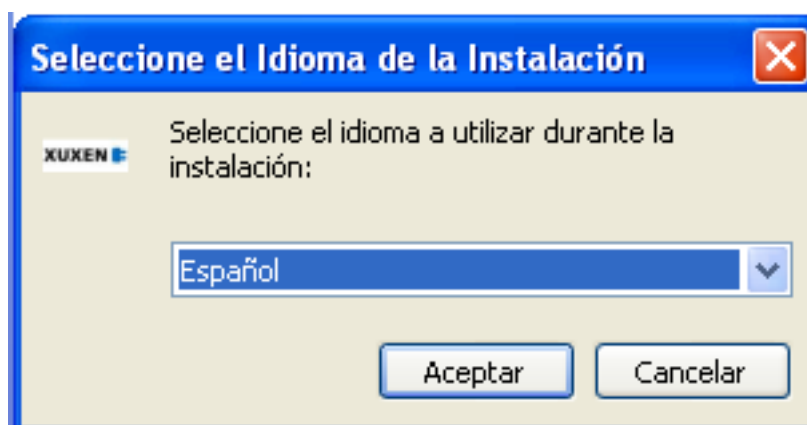 Seleccione el Idioma de la Instalación
XUXEN
Seleccione el idioma a utilizar durante la
instalación:
Español
Aceptar
Cancelar